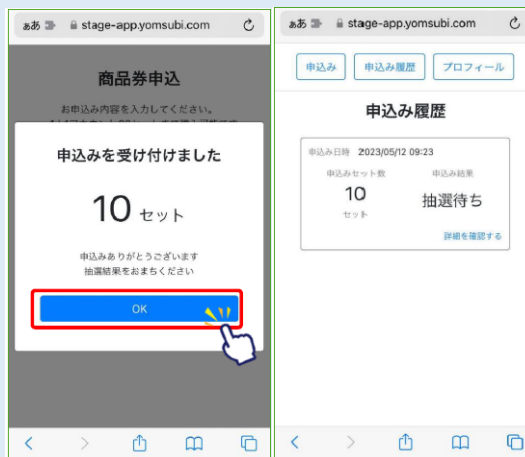 ああ stage-app.yomsubi.com
商品券申込
お申込み内容を入力してください。
申込みを受け付けました
10 セット
申込みありがとうございます
抽選結果をおまちください
OK
ああ stage-app.yomsubi.com
申込み 申込み履歴 プロフィール
申込み履歴
申込み日時 2023/05/12 09:23
申込みセット数 申込み結果
10 抽選待ち
セット
詳細を確認する